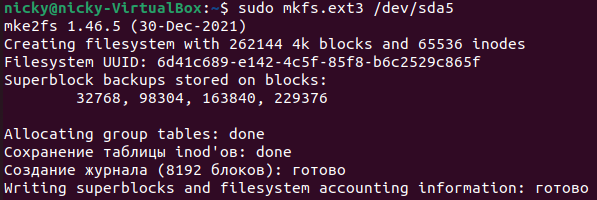 nicky@nicky-VirtualBox:~$ sudo mkfs.ext3 /dev/sda5
mke2fs 1.46.5 (30-Dec-2021)
Creating filesystem with 262144 4k blocks and 65536 inodes
Filesystem UUID: 6d41c689-e142-4c5f-85f8-b6c2529c865f
Superblock backups stored on blocks:
        32768, 98304, 163840, 229376

Allocating group tables: done
Сохранение таблицы inod'ов: done
Создание журнала (8192 блоков): готово
Writing superblocks and filesystem accounting information: готово